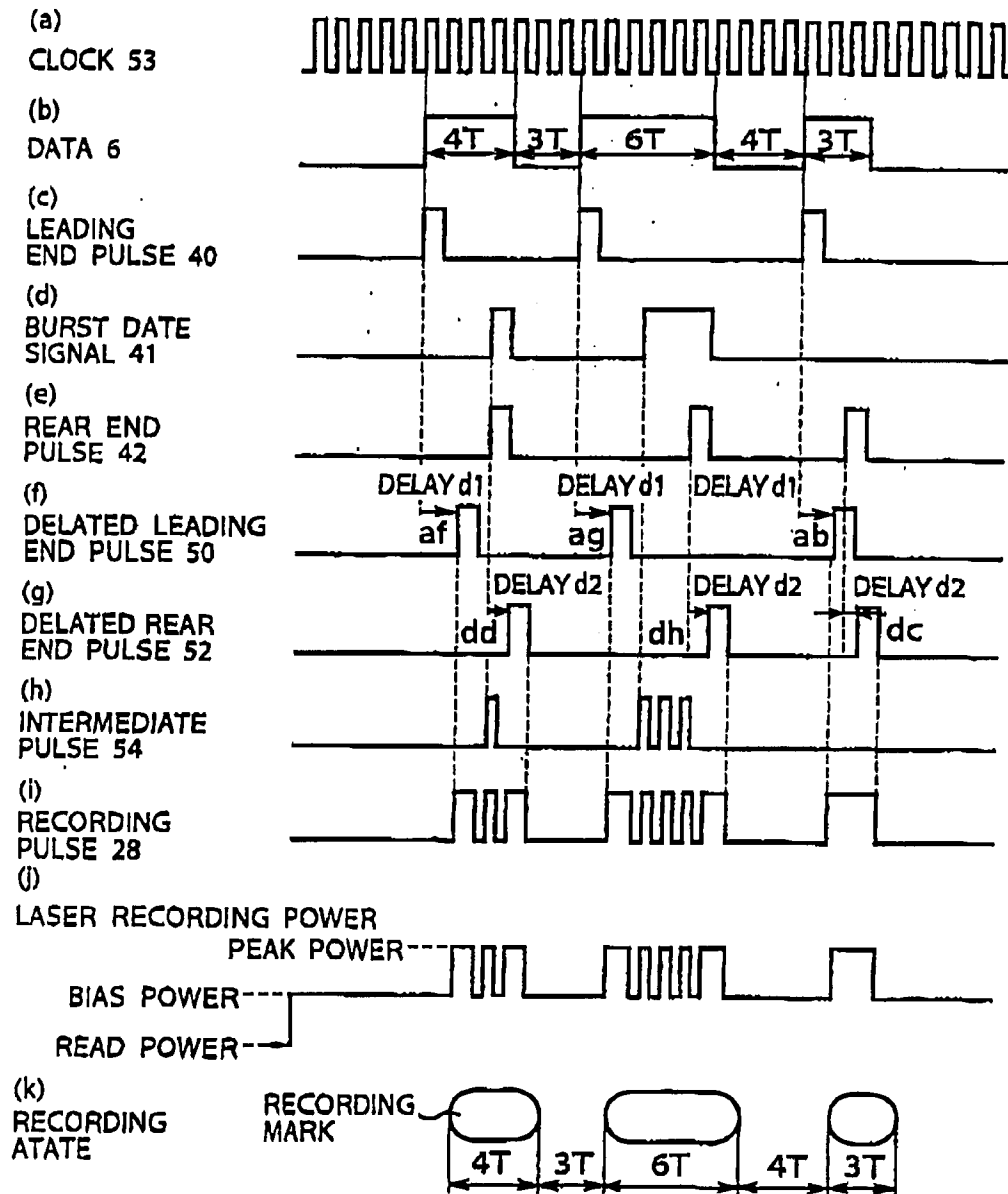 (a)
CLOCK 53
(b)
DATA 6
4T 3T 6T 4T 3T
(c)
LEADING
END PULSE 40
(d)
BURST DATE
SIGNAL 41
(e)
REAR END
PULSE 42
(f)
DELATED LEADING
END PULSE 50
DELAY d1 DELAY d1 DELAY d1
af ag ab
(g)
DELATED REAR
END PULSE 52
DELAY d2 DELAY d2 DELAY d2
dd dh dc
(h)
INTERMEDIATE
PULSE 54
(i)
RECORDING
PULSE 28
(j)
LASER RECORDING POWER
PEAK POWER
BIAS POWER
READ POWER
(k)
RECORDING
ATATE
RECORDING
MARK
4T 3T 6T 4T 3T